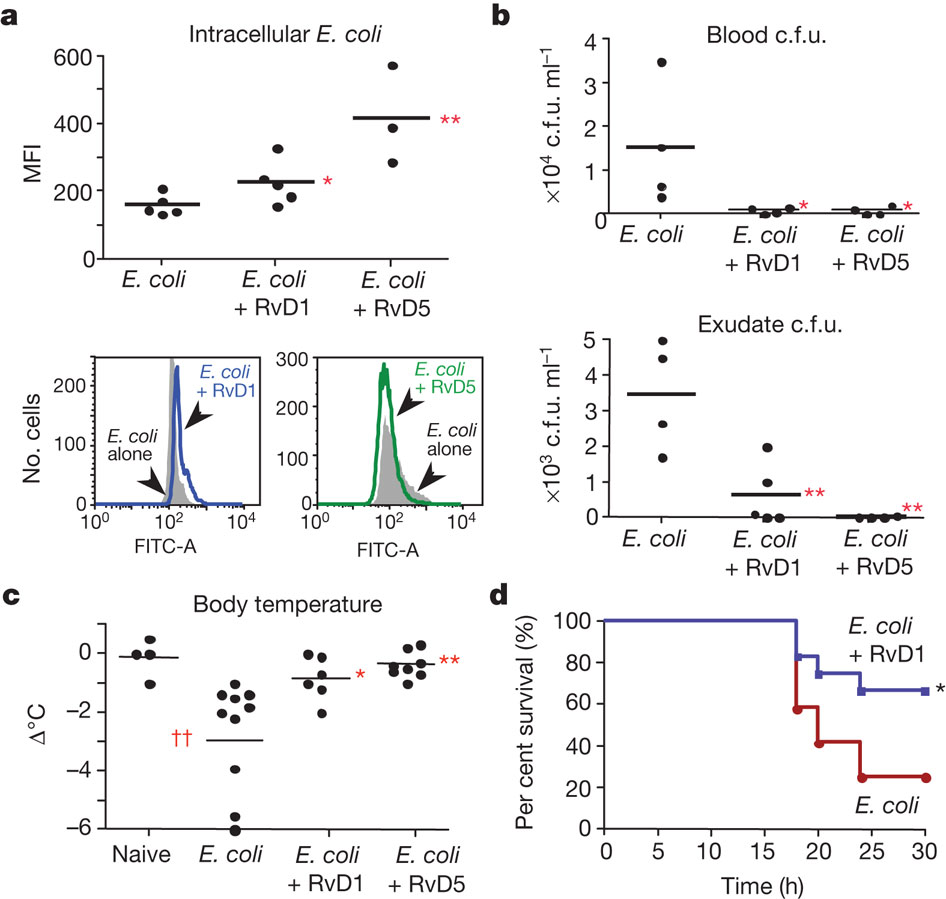 a
Intracellular E. coli
MFI
600
400
200
0
*
**
E. coli
E. coli
+ RvD1
E. coli
+ RvD5
No. cells
200
100
0
E. coli
+ RvD1
E. coli
alone
10⁰
10²
10⁴
FITC-A
300
200
100
0
E. coli
+ RvD5
E. coli
alone
10⁰
10²
10⁴
FITC-A
b
Blood c.f.u.
×10⁴ c.f.u. ml⁻¹
4
3
2
1
0
*
*
E. coli
E. coli
+ RvD1
E. coli
+ RvD5
Exudate c.f.u.
×10³ c.f.u. ml⁻¹
5
4
3
2
1
0
**
**
E. coli
E. coli
+ RvD1
E. coli
+ RvD5
c
Body temperature
Δ°C
0
−2
−4
−6
††
*
**
Naive
E. coli
E. coli
+ RvD1
E. coli
+ RvD5
d
Per cent survival (%)
100
80
60
40
20
0
E. coli
+ RvD1
*
E. coli
0
5
10
15
20
25
30
Time (h)